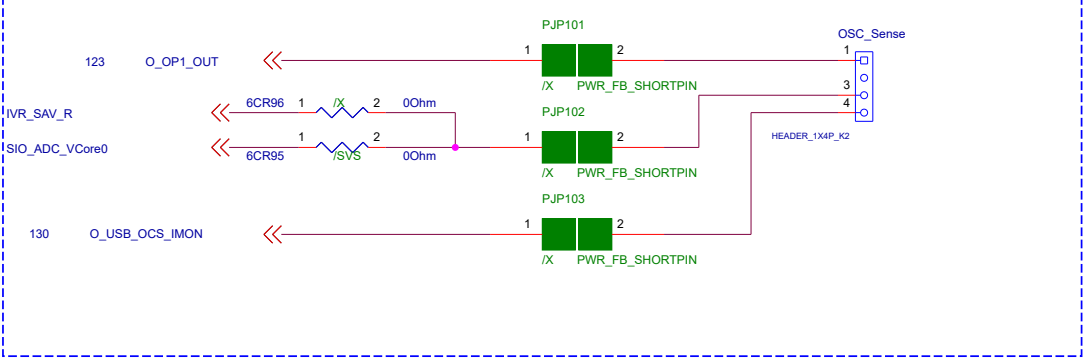 PJP101
OSC_Sense
123 O_OP1_OUT 1 2 1
/X PWR_FB_SHORTPIN
3
IVR_SAV_R 6CR96 1 /X 2 0Ohm 4
PJP102
SIO_ADC_VCore0 6CR95 1 /SVS 2 0Ohm 1 2
HEADER_1X4P_K2
/X PWR_FB_SHORTPIN
PJP103
130 O_USB_OCS_IMON 1 2
/X PWR_FB_SHORTPIN